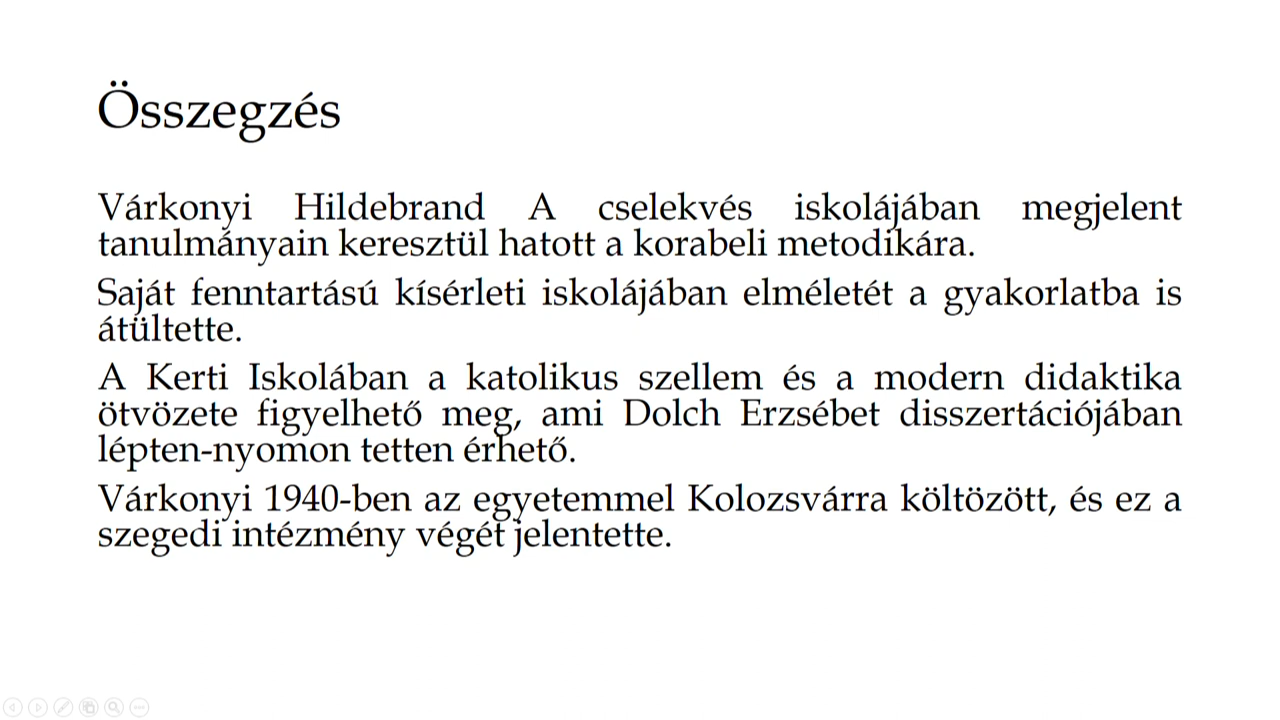 Összegzés
Várkonyi Hildebrand A cselekvés iskolájában megjelent
tanulmányain keresztül hatott a korabeli metodikára.
Saját fenntartású kísérleti iskolájában elméletét a gyakorlatba is
átültette.
A Kerti Iskolában a katolikus szellem és a modern didaktika
ötvözete figyelhető meg, ami Dolch Erzsébet disszertációjában
lépten-nyomon tetten érhető.
Várkonyi 1940-ben az egyetemmel Kolozsvárra költözött, és ez a
szegedi intézmény végét jelentette.